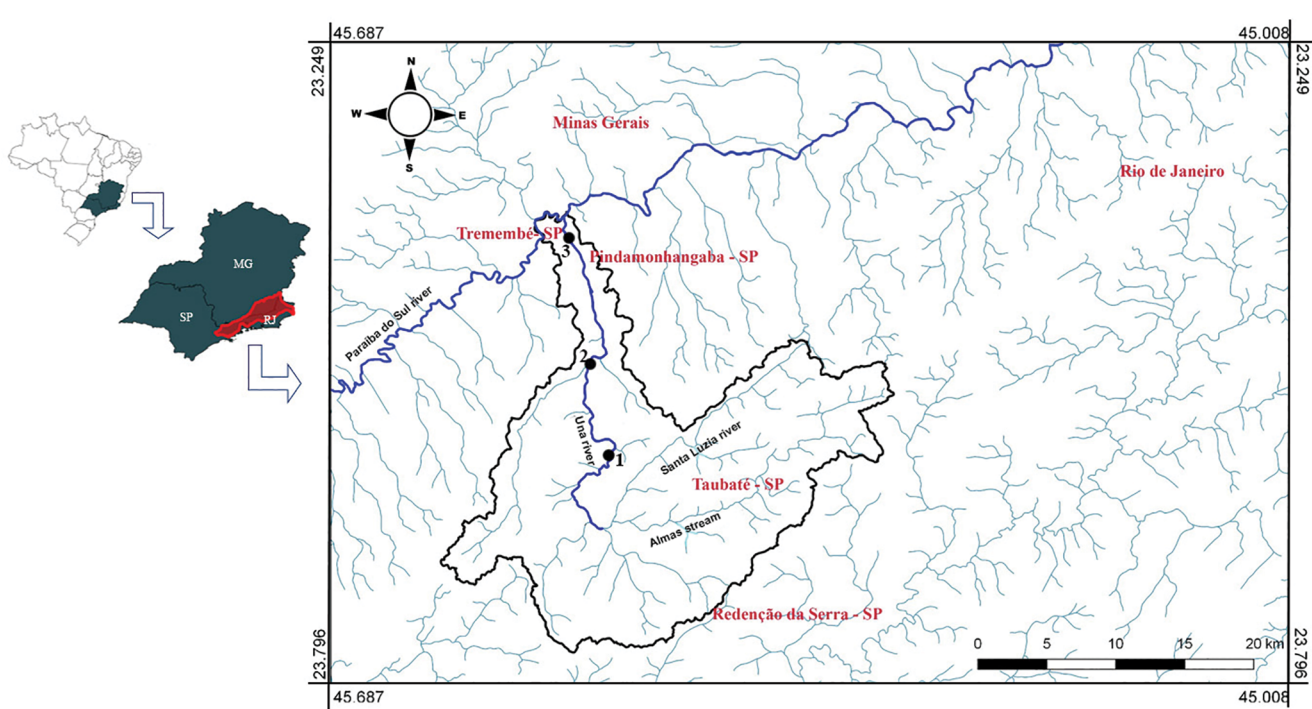 45.687
45.008
23.249
23.249
N
W
E
S
Minas Gerais
Rio de Janeiro
Tremembé- SP
3
Pindamonhangaba - SP
MG
SP
RJ
Paraíba do Sul river
2
Una river
1
Santa Luzia river
Taubaté - SP
Almas stream
Redenção da Serra - SP
0 5 10 15 20 km
23.796
23.796
45.687
45.008